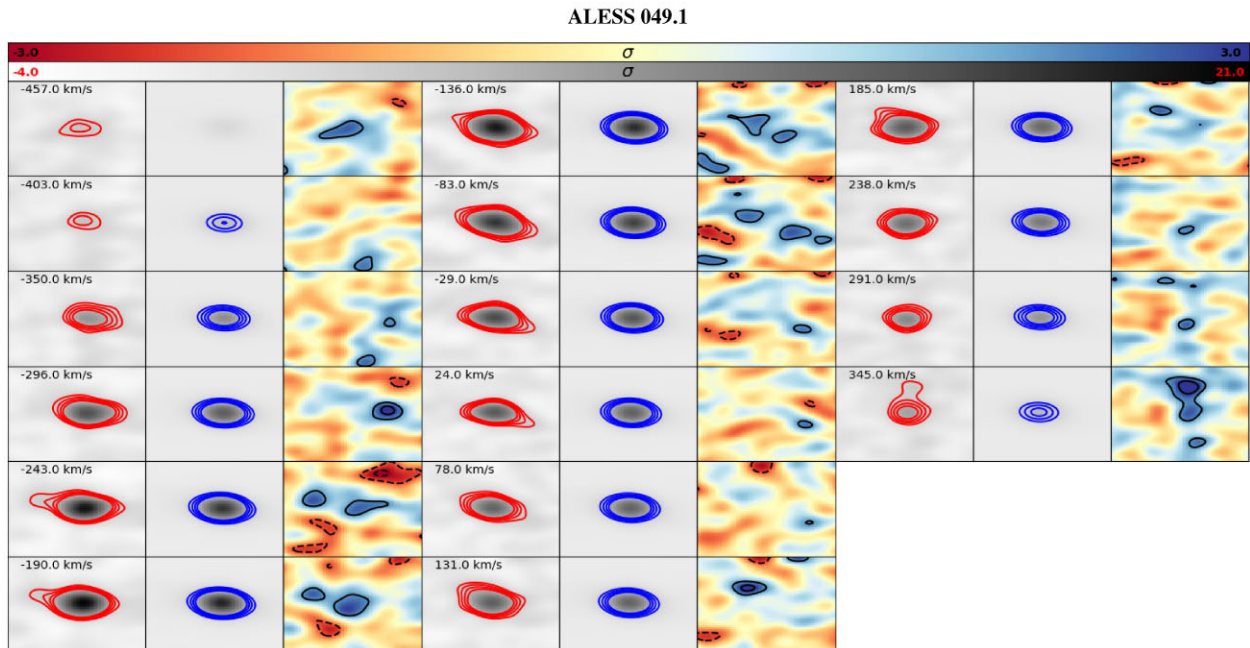 ALESS 049.1
-3.0 σ 3.0
-4.0 σ 21.0
-457.0 km/s -136.0 km/s 185.0 km/s
-403.0 km/s -83.0 km/s 238.0 km/s
-350.0 km/s -29.0 km/s 291.0 km/s
-296.0 km/s 24.0 km/s 345.0 km/s
-243.0 km/s 78.0 km/s
-190.0 km/s 131.0 km/s